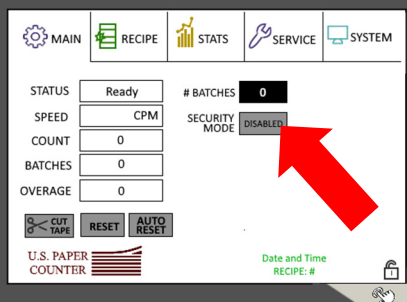 MAIN RECIPE STATS SERVICE SYSTEM
STATUS Ready # BATCHES 0
SPEED CPM SECURITY MODE DISABLED
COUNT 0
BATCHES 0
OVERAGE 0
CUT TAPE RESET AUTO RESET
U.S. PAPER
COUNTER
Date and Time
RECIPE: #